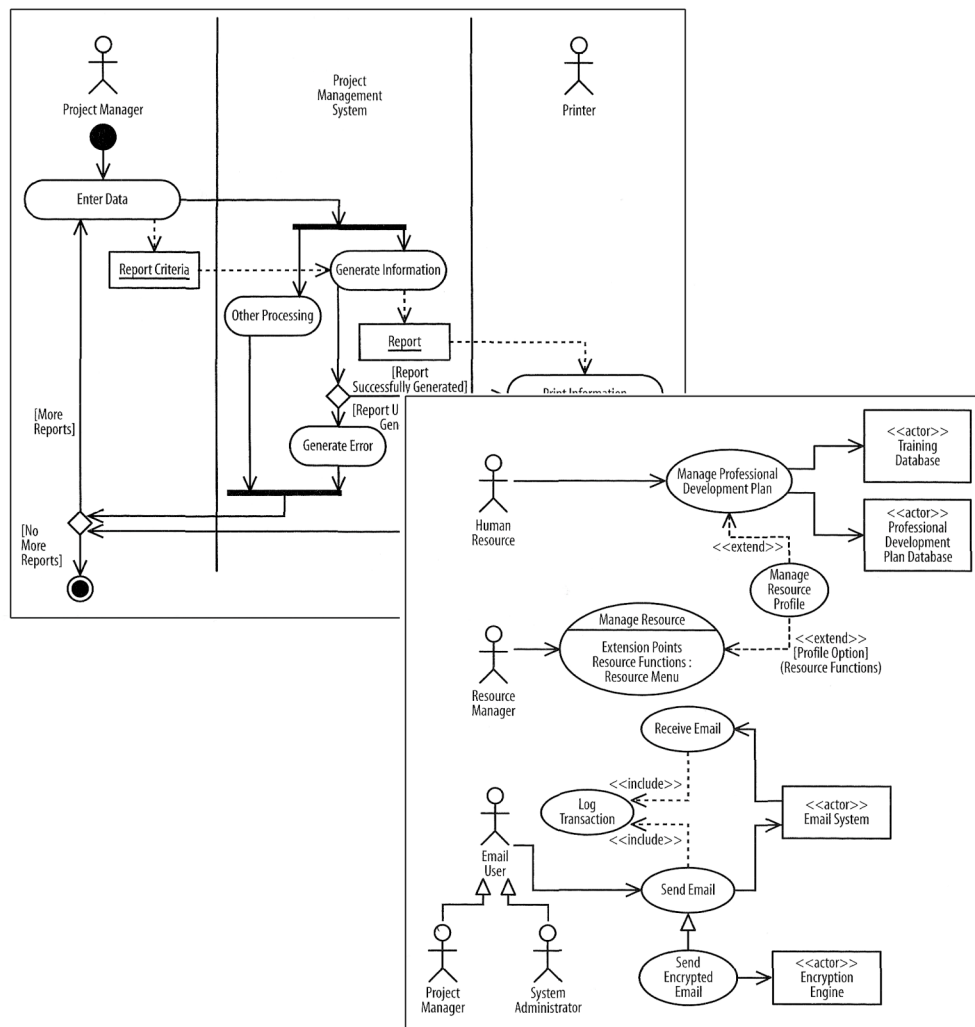 Project Manager
Project
Management
System
Printer
Enter Data
Report Criteria
Generate Information
Other Processing
Report
[Report
Successfully Generated]
Print Information
[Report U
Gen
[More
Reports]
Generate Error
[No
More
Reports]
Human
Resource
Manage Professional
Development Plan
<<actor>>
Training
Database
<<actor>>
Professional
Development
Plan Database
<<extend>>
Manage
Resource
Profile
Resource
Manager
Manage Resource
Extension Points
Resource Functions :
Resource Menu
<<extend>>
[Profile Option]
(Resource Functions)
Receive Email
<<include>>
Log
Transaction
<<include>>
<<actor>>
Email System
Email
User
Send Email
Project
Manager
System
Administrator
Send
Encrypted
Email
<<actor>>
Encryption
Engine